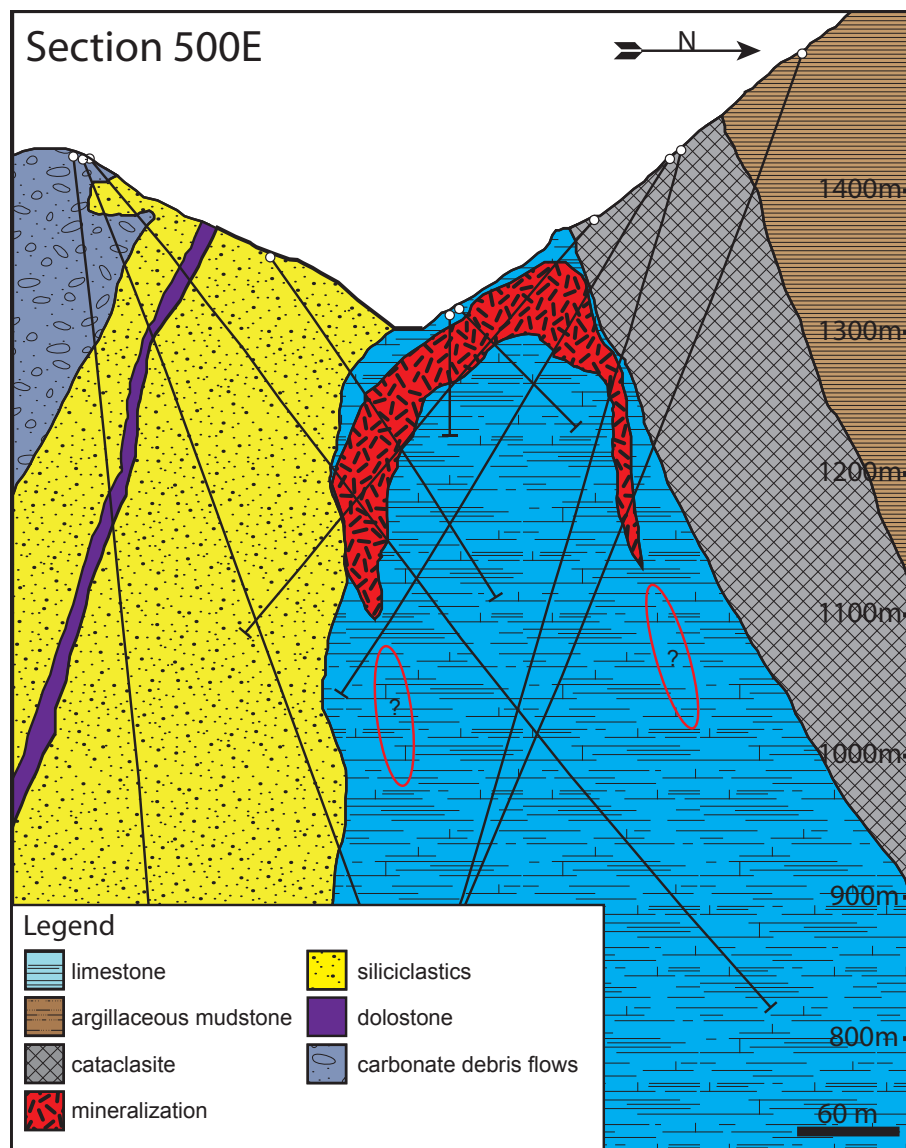 Section 500E
N
1400m
1300m
1200m
1100m
?
?
1000m
900m
800m
60 m
Legend
limestone
siliciclastics
argillaceous mudstone
dolostone
cataclasite
carbonate debris flows
mineralization